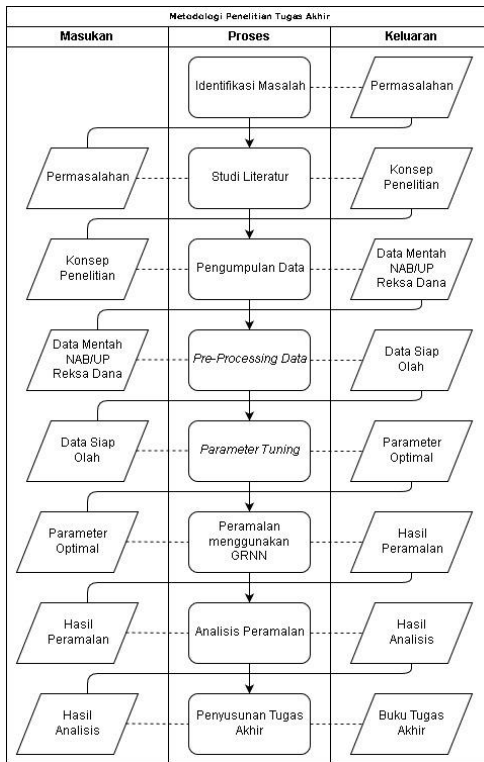 Metodologi Penelitian Tugas Akhir
Masukan
Proses
Keluaran
Identifikasi Masalah
Permasalahan
Permasalahan
Studi Literatur
Konsep
Penelitian
Konsep
Penelitian
Pengumpulan Data
Data Mentah
NAB/UP
Reksa Dana
Data Mentah
NAB/UP
Reksa Dana
Pre-Processing Data
Data Siap
Olah
Data Siap
Olah
Parameter Tuning
Parameter
Optimal
Parameter
Optimal
Peramalan
menggunakan
GRNN
Hasil
Peramalan
Hasil
Peramalan
Analisis Peramalan
Hasil
Analisis
Hasil
Analisis
Penyusunan Tugas
Akhir
Buku Tugas
Akhir